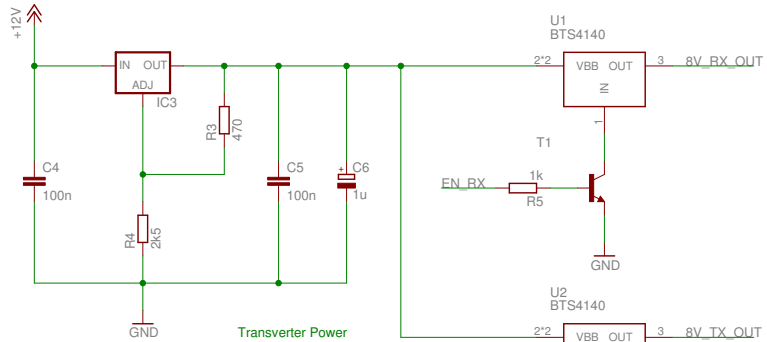 +12V
IN OUT
ADJ
IC3
R3
470
C4
100n
C5
100n
+
C6
1u
R4
2k5
GND
Transverter Power
U1
BTS4140
2*2
VBB OUT
IN
3
8V_RX_OUT
1
T1
EN_RX
1k
R5
GND
U2
BTS4140
2*2
VBB OUT
3
8V_TX_OUT